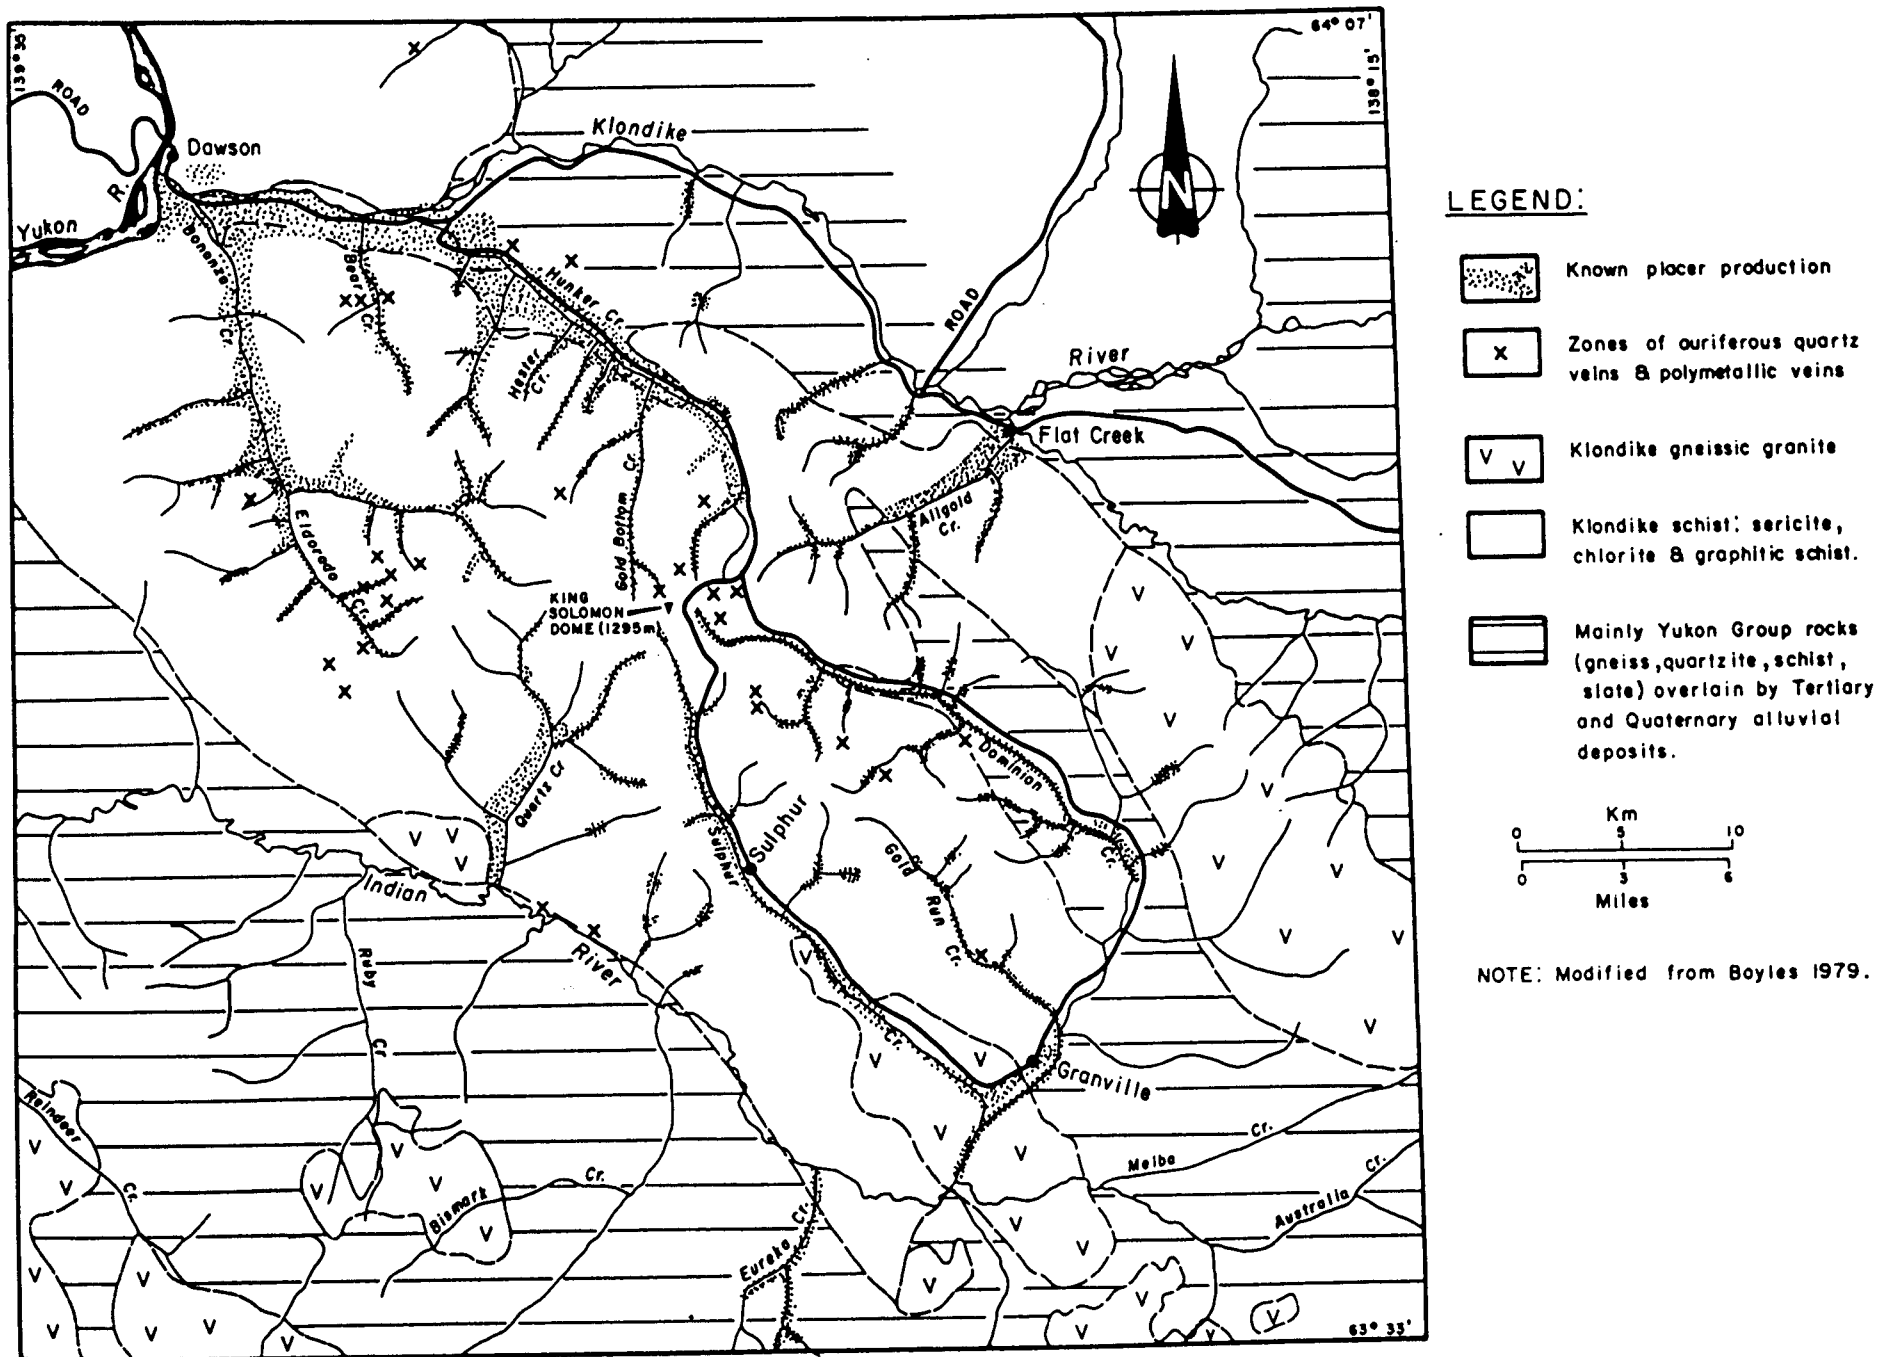 64° 07'
139° 35'
138° 15'
ROAD
Dawson
Klondike
R.
Yukon
Bonanza
Cr.
Bear
Cr.
Hunker Cr.
ROAD
Hester
Cr.
River
Flat Creek
Allgold
Cr.
Gold Bottom
Cr.
Eldorado
Cr.
KING
SOLOMON
DOME (1295m)
Quartz Cr
Dominion
Cr.
Sulphur
Sulphur
Cr.
Gold
Run
Cr.
Indian
River
Ruby
Cr
Granville
Reindeer
Cr.
Bismark
Cr.
Eureka
Cr.
Melba
Cr.
Australia
Cr.
63° 33'
N
LEGEND:
Known placer production
x
Zones of auriferous quartz
veins & polymetallic veins
V V
Klondike gneissic granite
Klondike schist: sericite,
chlorite & graphitic schist.
Mainly Yukon Group rocks
(gneiss, quartzite, schist,
slate) overlain by Tertiary
and Quaternary alluvial
deposits.
Km
0 5 10
0 3 6
Miles
NOTE: Modified from Boyles 1979.